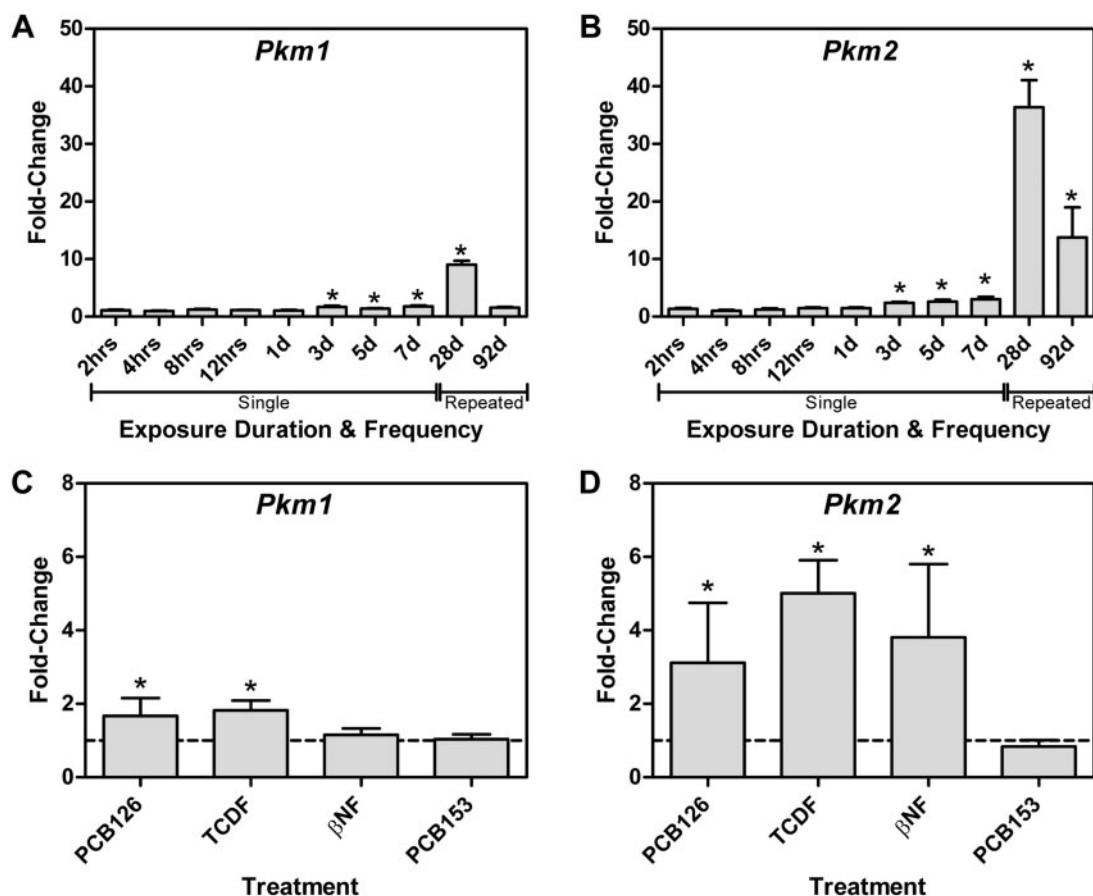 A
Pkm1
50
40
30
20
10
0
Fold-Change
* * * *
2hrs 4hrs 8hrs 12hrs 1d 3d 5d 7d 28d 92d
Single Repeated
Exposure Duration & Frequency
B
Pkm2
50
40
30
20
10
0
Fold-Change
* * * * *
2hrs 4hrs 8hrs 12hrs 1d 3d 5d 7d 28d 92d
Single Repeated
Exposure Duration & Frequency
C
Pkm1
8
6
4
2
0
Fold-Change
* *
PCB126 TCDF βNF PCB153
Treatment
D
Pkm2
8
6
4
2
0
Fold-Change
* * *
PCB126 TCDF βNF PCB153
Treatment